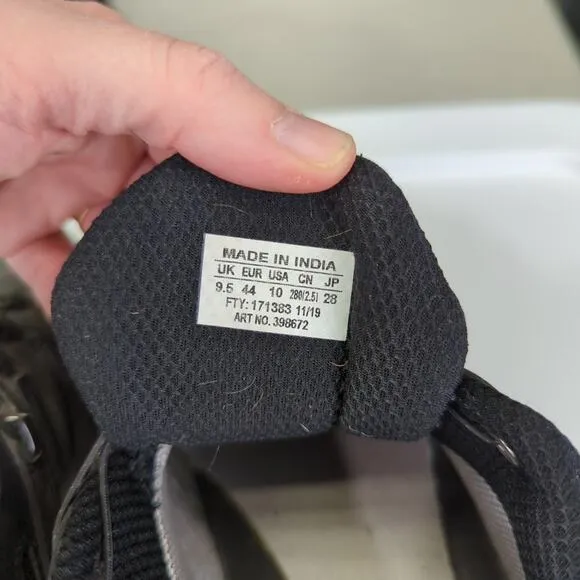 MADE IN INDIA
UK EUR USA CN JP
9.5 44 10 280(2.5) 28
FTY: 171383 11/19
ART NO. 398672